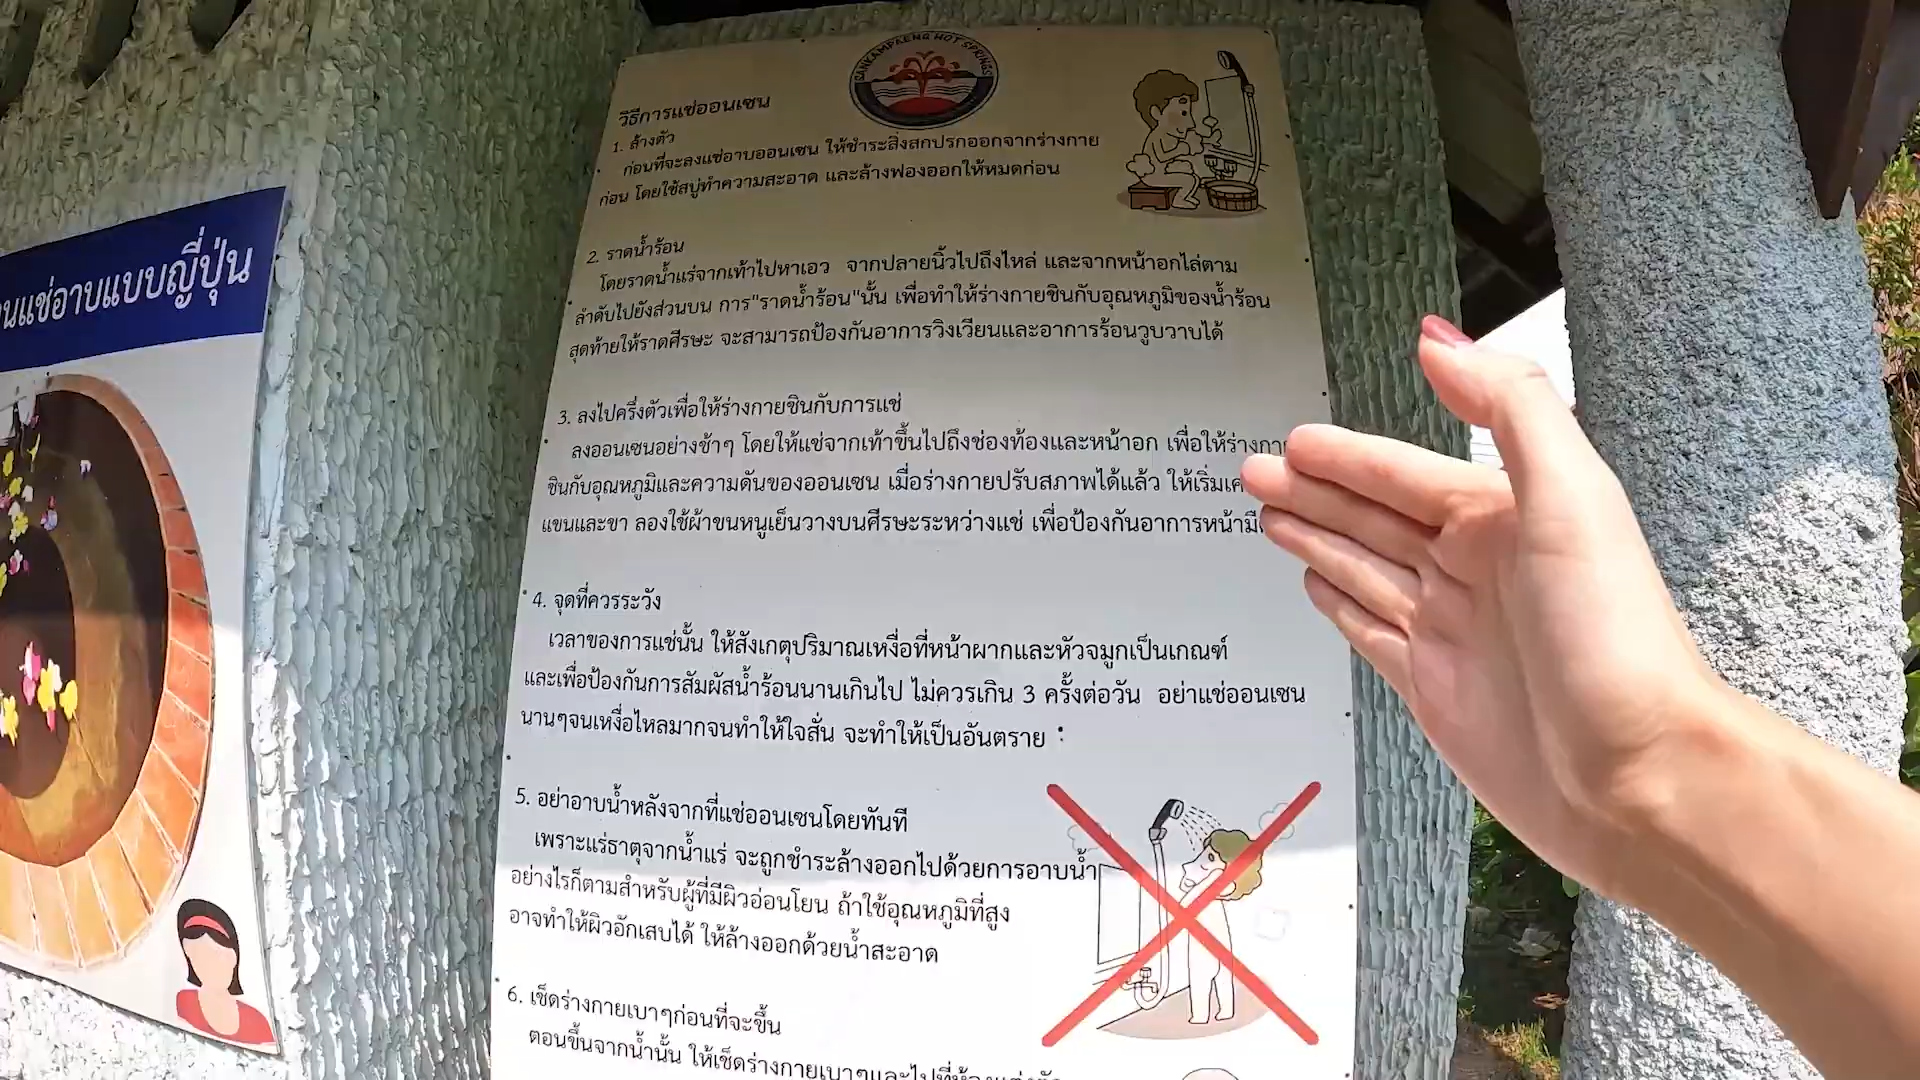 นแช่อาบแบบญี่ปุ่น
SANKAMPAENG HOT SPRINGS
วิธีการแช่ออนเซน
1. ล้างตัว
ก่อนที่จะลงแช่อาบออนเซน ให้ชำระสิ่งสกปรกออกจากร่างกาย
ก่อน โดยใช้สบู่ทำความสะอาด และล้างฟองออกให้หมดก่อน
2. ราดน้ำร้อน
โดยราดน้ำแร่จากเท้าไปหาเอว จากปลายนิ้วไปถึงไหล่ และจากหน้าอกไล่ตาม
ลำดับไปยังส่วนบน การ"ราดน้ำร้อน"นั้น เพื่อทำให้ร่างกายชินกับอุณหภูมิของน้ำร้อน
สุดท้ายให้ราดศีรษะ จะสามารถป้องกันอาการวิงเวียนและอาการร้อนวูบวาบได้
3. ลงไปครึ่งตัวเพื่อให้ร่างกายชินกับการแช่
ลงออนเซนอย่างช้าๆ โดยให้แช่จากเท้าขึ้นไปถึงช่องท้องและหน้าอก เพื่อให้ร่างกาย
ชินกับอุณหภูมิและความดันของออนเซน เมื่อร่างกายปรับสภาพได้แล้ว ให้เริ่ม
แขนและขา ลองใช้ผ้าขนหนูเย็นวางบนศีรษะระหว่างแช่ เพื่อป้องกันอาการหน้ามื
4. จุดที่ควรระวัง
เวลาของการแช่นั้น ให้สังเกตุปริมาณเหงื่อที่หน้าผากและหัวจมูกเป็นเกณฑ์
และเพื่อป้องกันการสัมผัสน้ำร้อนนานเกินไป ไม่ควรเกิน 3 ครั้งต่อวัน อย่าแช่ออนเซน
นานๆจนเหงื่อไหลมากจนทำให้ใจสั่น จะทำให้เป็นอันตราย
5. อย่าอาบน้ำหลังจากที่แช่ออนเซนโดยทันที
เพราะแร่ธาตุจากน้ำแร่ จะถูกชำระล้างออกไปด้วยการอาบน้ำ
อย่างไรก็ตามสำหรับผู้ที่มีผิวอ่อนโยน ถ้าใช้อุณหภูมิที่สูง
อาจทำให้ผิวอักเสบได้ ให้ล้างออกด้วยน้ำสะอาด
6. เช็ดร่างกายเบาๆก่อนที่จะขึ้น
ตอนขึ้นจากน้ำนั้น ให้เช็ดร่างกายเบาๆและไปที่ห้องแต่งตัว